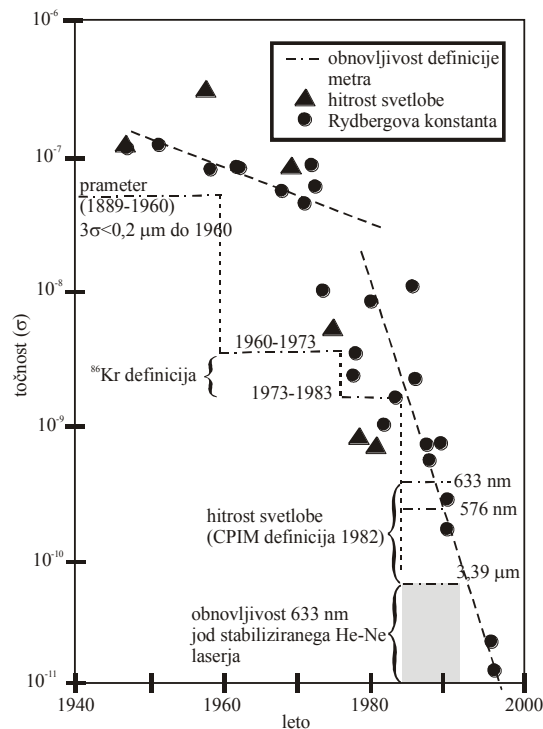 10⁻⁶
obnovljivost definicije
metra
hitrost svetlobe
Rydbergova konstanta
10⁻⁷
prameter
(1889-1960)
3σ<0,2 μm do 1960
10⁻⁸
točnost (σ)
1960-1973
⁸⁶Kr definicija
1973-1983
10⁻⁹
633 nm
576 nm
hitrost svetlobe
(CPIM definicija 1982)
10⁻¹⁰
3,39 μm
obnovljivost 633 nm
jod stabiliziranega He-Ne
laserja
10⁻¹¹
1940
1960
1980
2000
leto